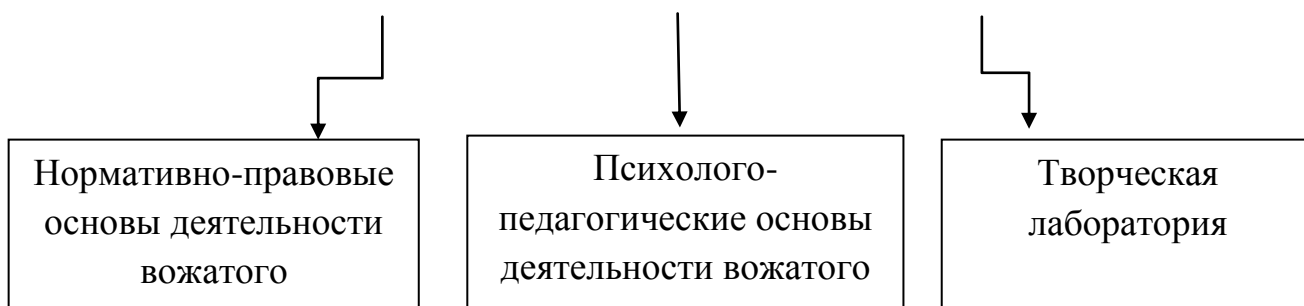 Нормативно-правовые
основы деятельности
вожатого
Психолого-
педагогические основы
деятельности вожатого
Творческая
лаборатория